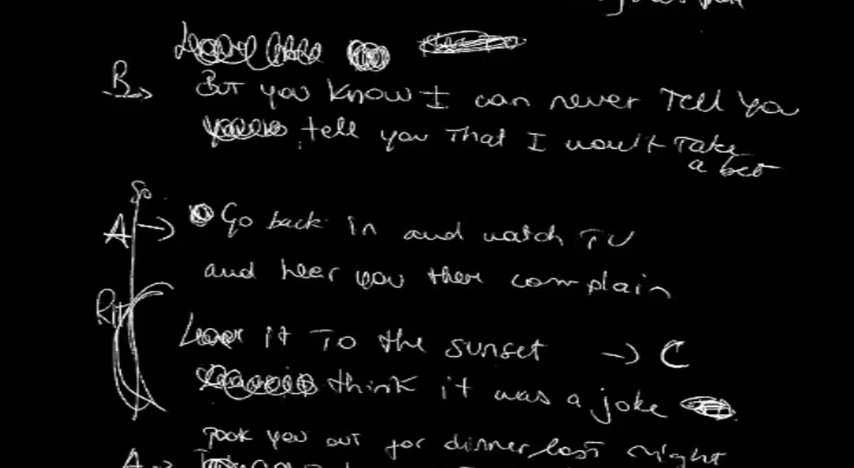 B → But you know I can never Tell you
tell you That I won't Take
a bet
So
A → Go back in and watch TV
and hear you there complain
it To the sunset → C
think it was a joke
Took you out for dinner last night
A →